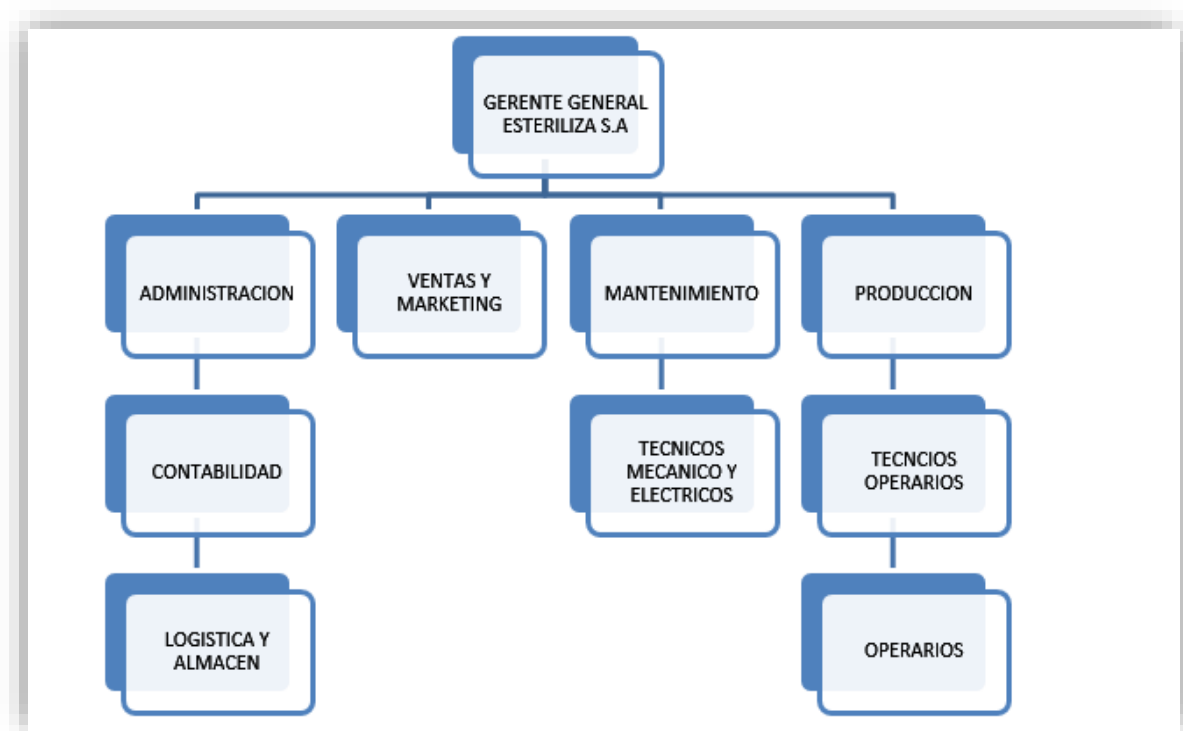 GERENTE GENERAL
ESTERILIZA S.A
ADMINISTRACION
VENTAS Y
MARKETING
MANTENIMIENTO
PRODUCCION
CONTABILIDAD
TECNICOS
MECANICO Y
ELECTRICOS
TECNCIOS
OPERARIOS
LOGISTICA Y
ALMACEN
OPERARIOS